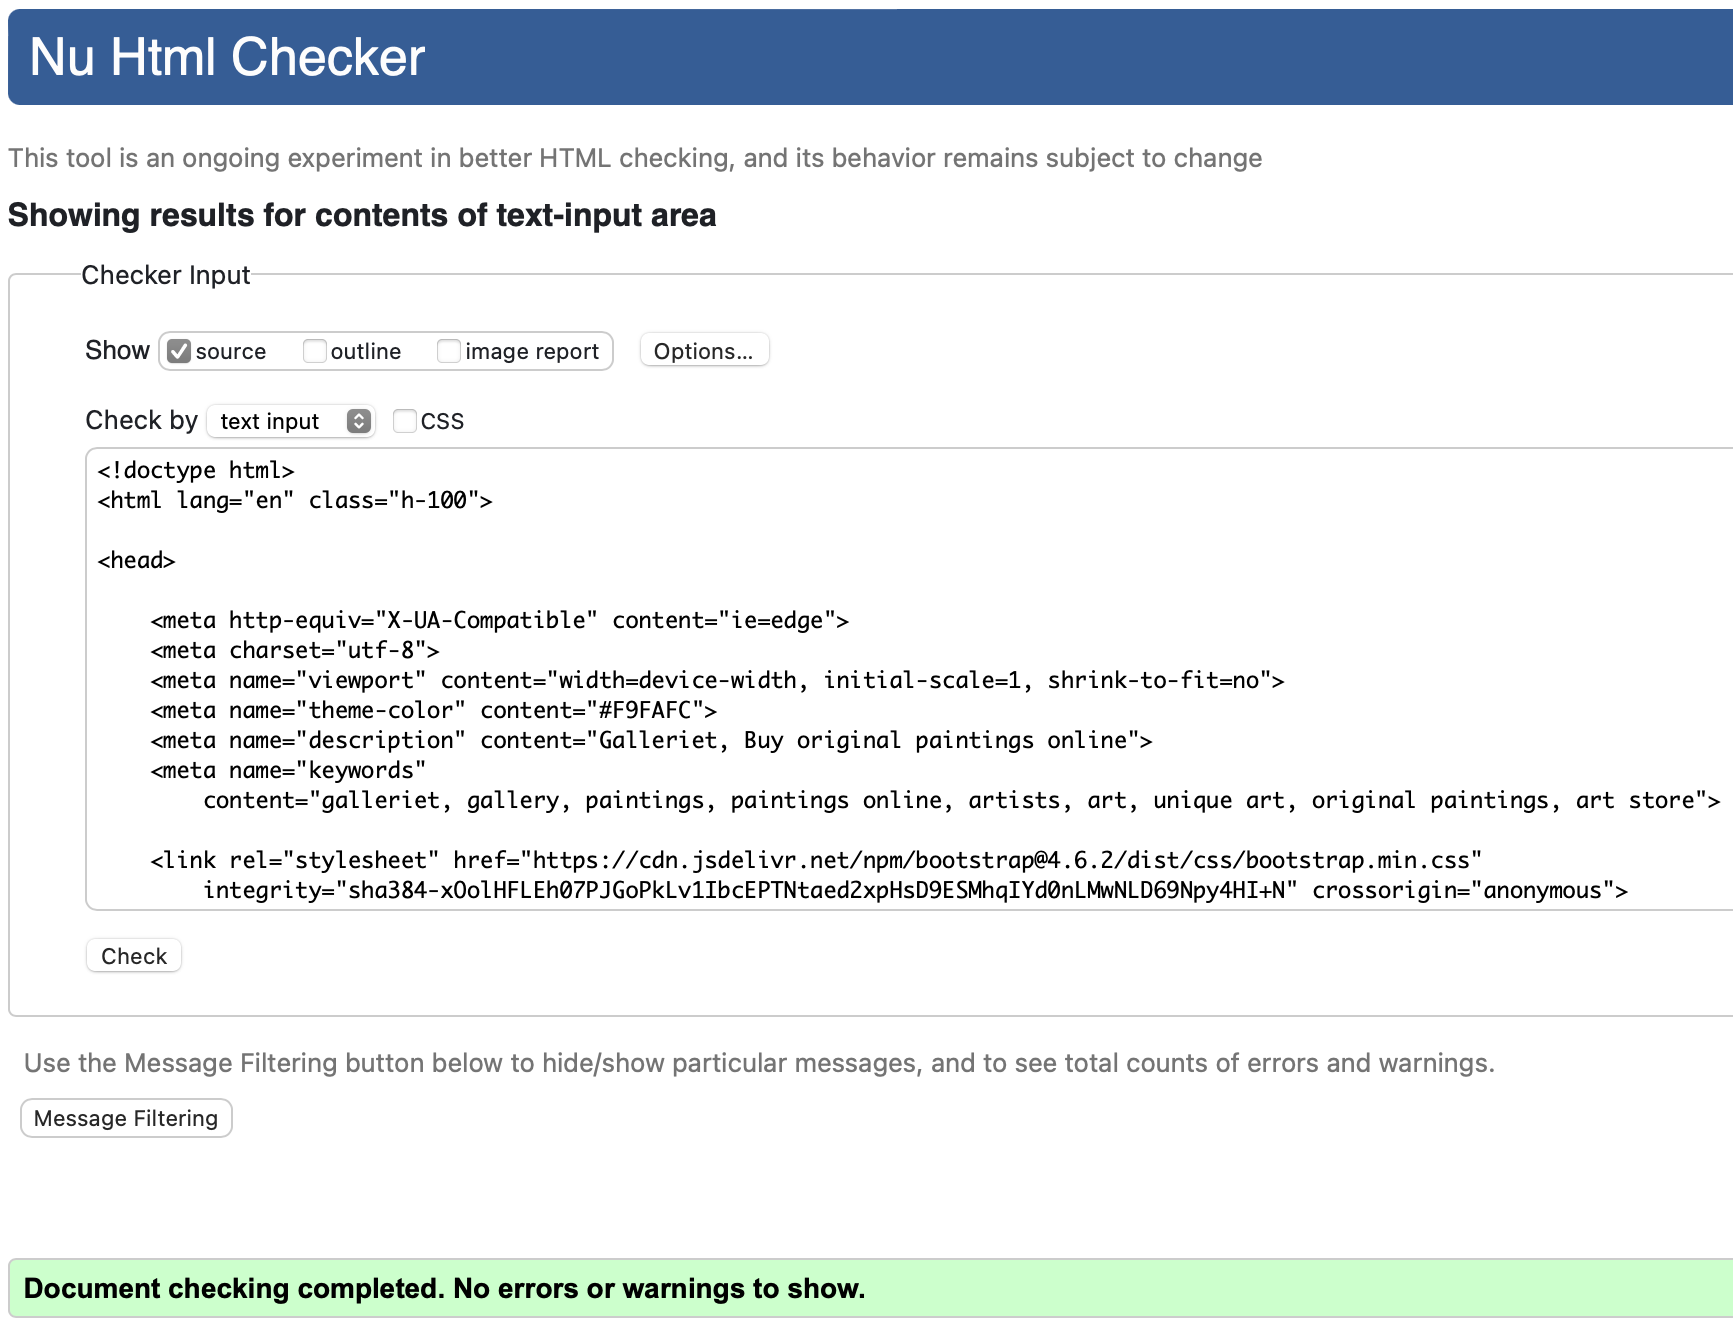 Nu Html Checker
This tool is an ongoing experiment in better HTML checking, and its behavior remains subject to change
Showing results for contents of text-input area
Checker Input
Show source outline image report Options...
Check by text input CSS
<!doctype html>
<html lang="en" class="h-100">
<head>
<meta http-equiv="X-UA-Compatible" content="ie=edge">
<meta charset="utf-8">
<meta name="viewport" content="width=device-width, initial-scale=1, shrink-to-fit=no">
<meta name="theme-color" content="#F9FAFC">
<meta name="description" content="Galleriet, Buy original paintings online">
<meta name="keywords"
content="galleriet, gallery, paintings, paintings online, artists, art, unique art, original paintings, art store">
<link rel="stylesheet" href="https://cdn.jsdelivr.net/npm/bootstrap@4.6.2/dist/css/bootstrap.min.css"
integrity="sha384-xOolHFLEh07PJGoPkLv1IbcEPTNtaed2xpHsD9ESMhqIYd0nLMwNLD69Npy4HI+N" crossorigin="anonymous">
Check
Use the Message Filtering button below to hide/show particular messages, and to see total counts of errors and warnings.
Message Filtering
Document checking completed. No errors or warnings to show.